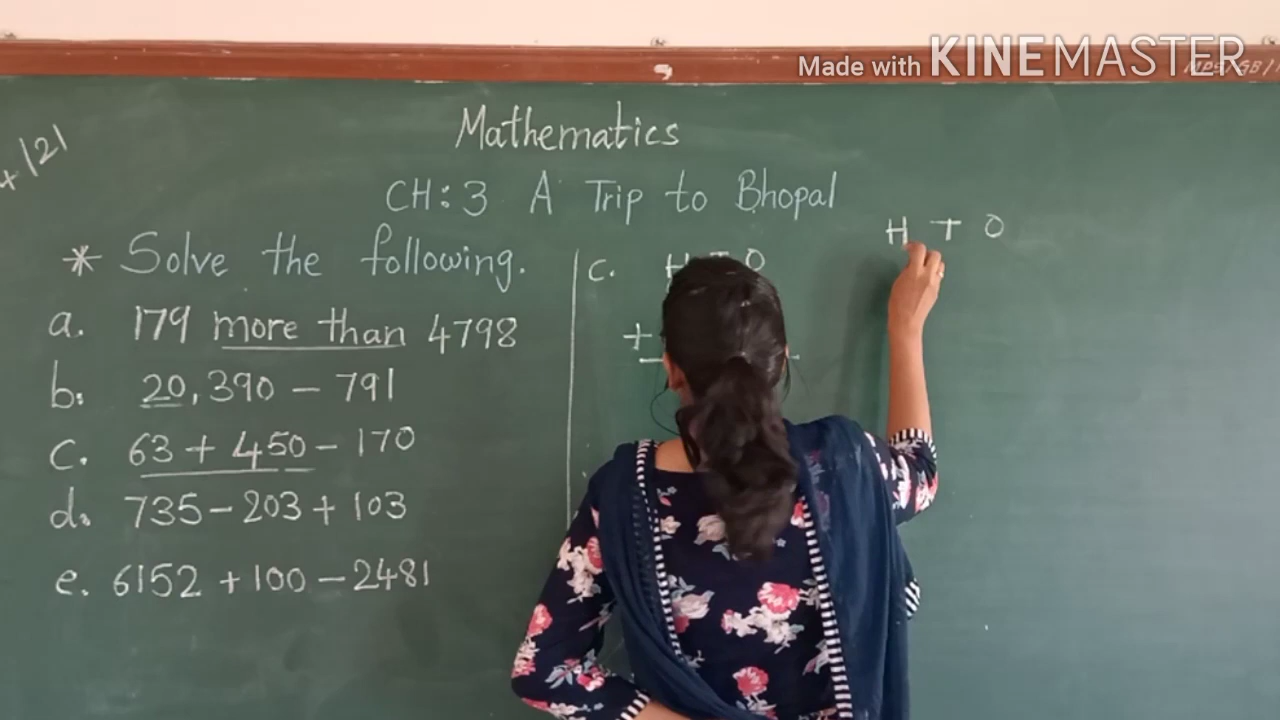 Made with KINEMASTER
Mathematics
CH:3 A Trip to Bhopal
* Solve the following.
a. 179 more than 4798
b. 20,390 - 791
c. 63 + 450 - 170
d. 735 - 203 + 103
e. 6152 + 100 - 2481
c. H T O
+
H T O